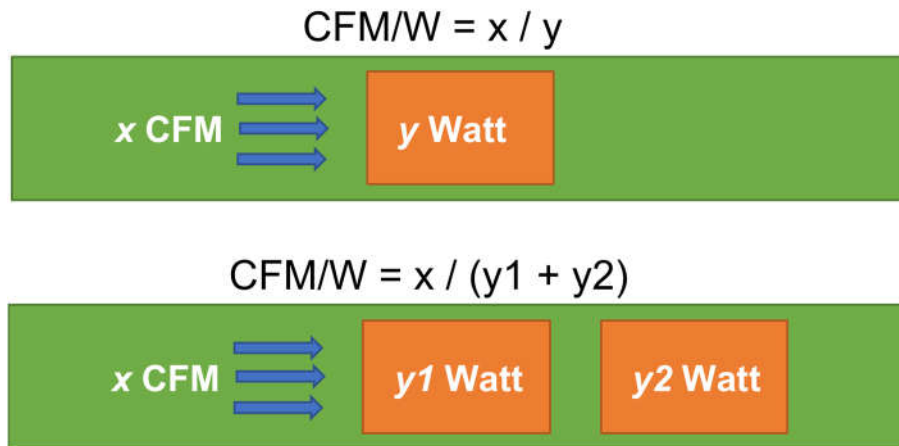 CFM/W = x / y
x CFM
y Watt
CFM/W = x / (y1 + y2)
x CFM
y1 Watt
y2 Watt